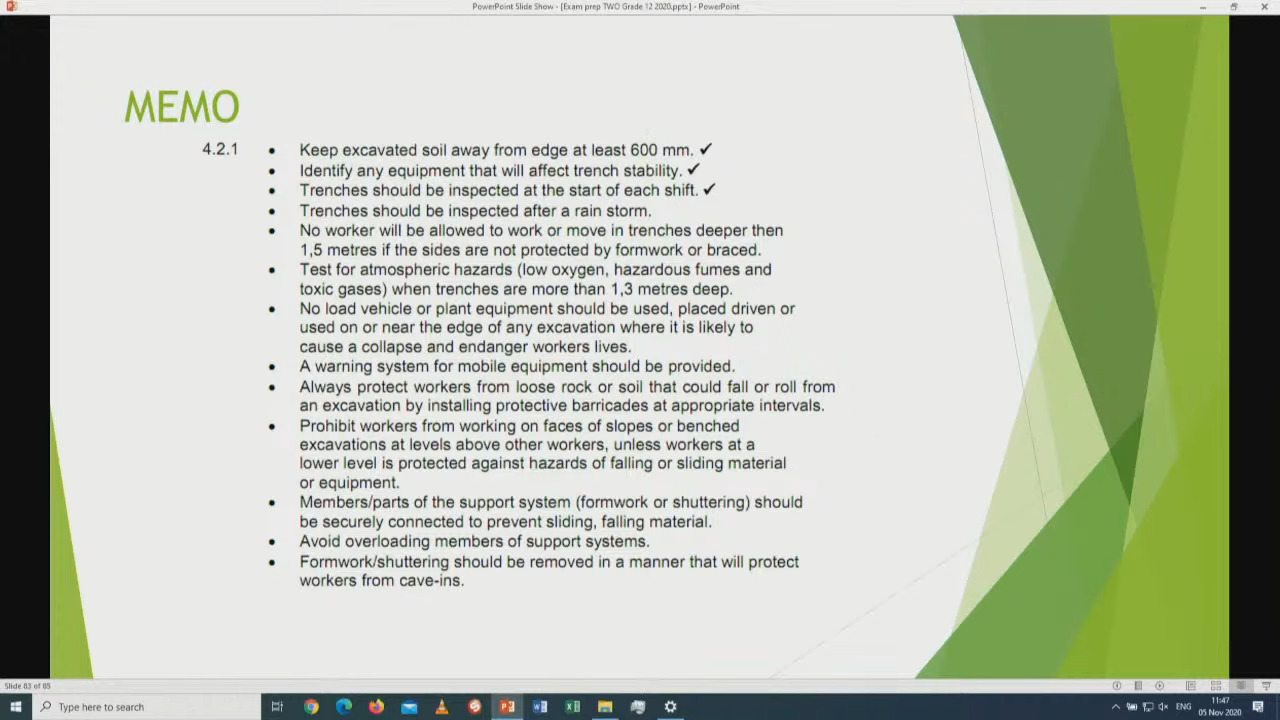 PowerPoint Slide Show - [Exam prep TWO Grade 12 2020.pptx] - PowerPoint
MEMO
4.2.1
• Keep excavated soil away from edge at least 600 mm. ✓
• Identify any equipment that will affect trench stability. ✓
• Trenches should be inspected at the start of each shift. ✓
• Trenches should be inspected after a rain storm.
• No worker will be allowed to work or move in trenches deeper then
1,5 metres if the sides are not protected by formwork or braced.
• Test for atmospheric hazards (low oxygen, hazardous fumes and
toxic gases) when trenches are more than 1,3 metres deep.
• No load vehicle or plant equipment should be used, placed driven or
used on or near the edge of any excavation where it is likely to
cause a collapse and endanger workers lives.
• A warning system for mobile equipment should be provided.
• Always protect workers from loose rock or soil that could fall or roll from
an excavation by installing protective barricades at appropriate intervals.
• Prohibit workers from working on faces of slopes or benched
excavations at levels above other workers, unless workers at a
lower level is protected against hazards of falling or sliding material
or equipment.
• Members/parts of the support system (formwork or shuttering) should
be securely connected to prevent sliding, falling material.
• Avoid overloading members of support systems.
• Formwork/shuttering should be removed in a manner that will protect
workers from cave-ins.
Slide 83 of 85
Type here to search
ENG
11:47
05 Nov 2020